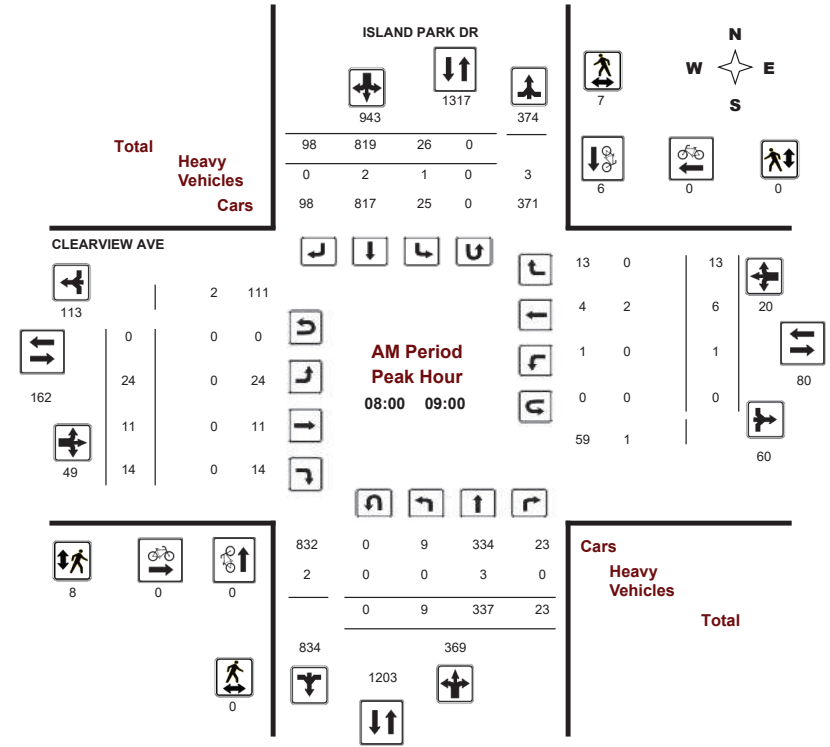 ISLAND PARK DR
N
W E
S
943
1317
374
7
Total
98 819 26 0
Heavy
Vehicles
0 2 1 0 3
Cars
98 817 25 0 371
6 0 0
CLEARVIEW AVE
113
2 111
13 0 13
20
0 0 0
4 2 6
162
24 0 24
AM Period
Peak Hour
08:00 09:00
1 0 1
80
11 0 11
0 0 0
49
14 0 14
59 1
60
832 0 9 334 23
Cars
2 0 0 3 0
Heavy
Vehicles
0 9 337 23
Total
8 0 0
834 369
1203
0